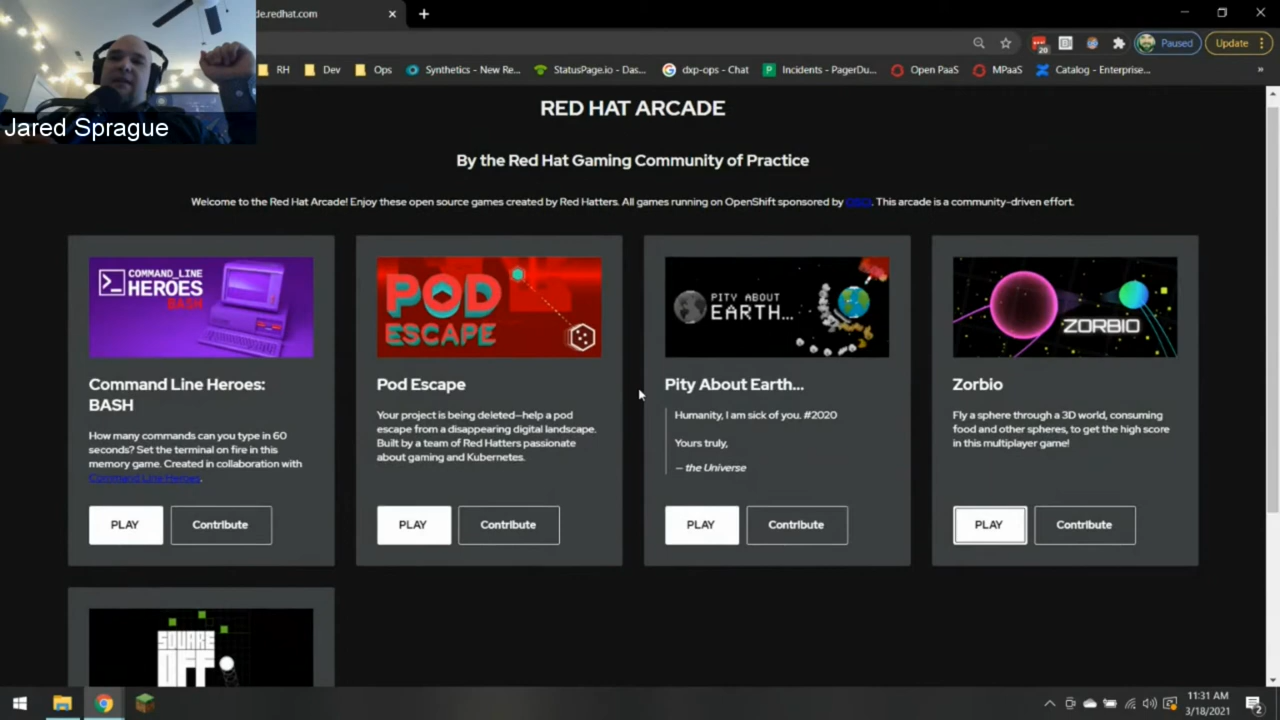 de.redhat.com
20
Paused
Update
RH
Dev
Ops
Synthetics - New Re...
StatusPage.io - Das...
dxp-ops - Chat
Incidents - PagerDu...
Open PaaS
MPaaS
Catalog - Enterprise...
»
Jared Sprague
RED HAT ARCADE
By the Red Hat Gaming Community of Practice
Welcome to the Red Hat Arcade! Enjoy these open source games created by Red Hatters. All games running on OpenShift sponsored by . This arcade is a community-driven effort.
>_ COMMAND_LINE
HEROES
BASH
Command Line Heroes:
BASH
How many commands can you type in 60
seconds? Set the terminal on fire in this
memory game. Created in collaboration with
Command Line Heroes.
PLAY
Contribute
POD
ESCAPE
Pod Escape
Your project is being deleted—help a pod
escape from a disappearing digital landscape.
Built by a team of Red Hatters passionate
about gaming and Kubernetes.
PLAY
Contribute
PITY ABOUT
EARTH...
Pity About Earth...
Humanity, I am sick of you. #2020
Yours truly,
— the Universe
PLAY
Contribute
ZORBIO
Zorbio
Fly a sphere through a 3D world, consuming
food and other spheres, to get the high score
in this multiplayer game!
PLAY
Contribute
SQUARE
OFF
11:31 AM
3/18/2021
2